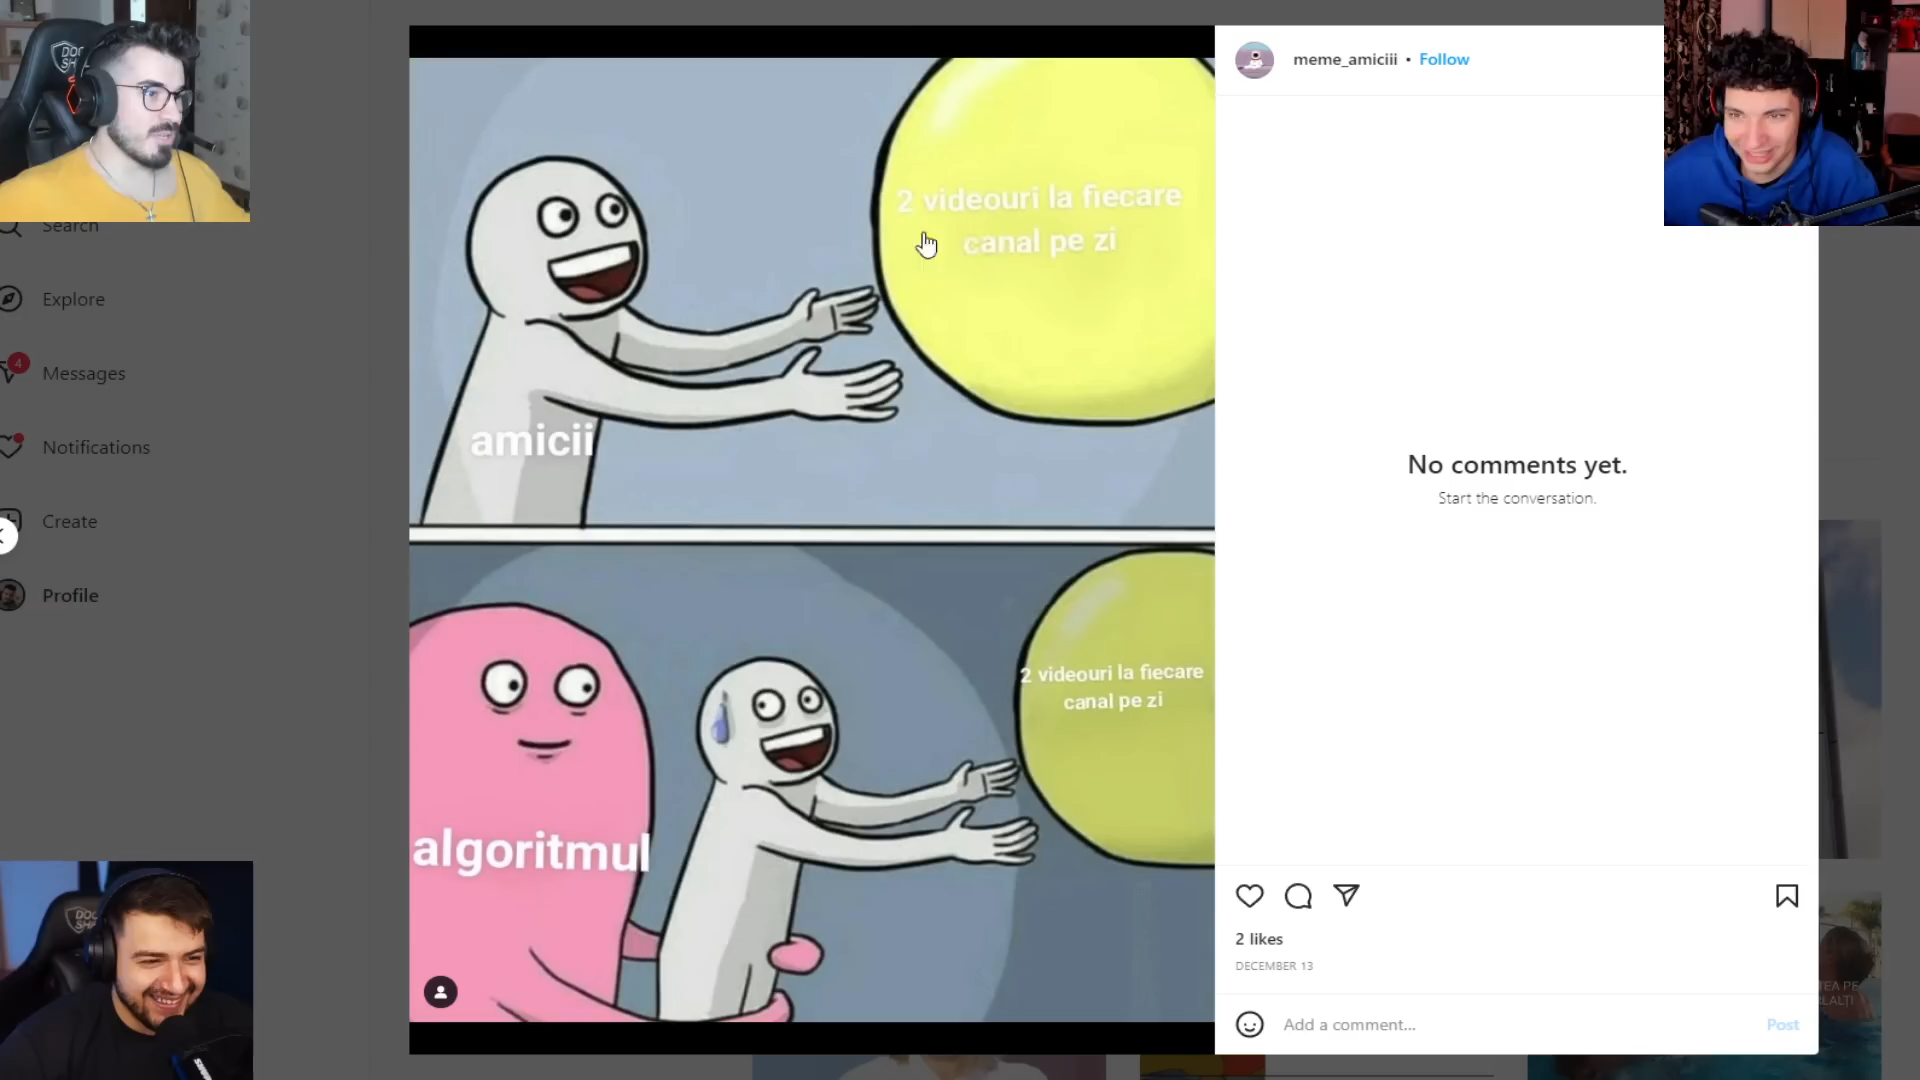 meme_amiciii • Follow
Search
Explore
4
Messages
Notifications
Create
Profile
2 videouri la fiecare
canal pe zi
amicii
2 videouri la fiecare
canal pe zi
algoritmul
No comments yet.
Start the conversation.
2 likes
DECEMBER 13
Add a comment...
Post